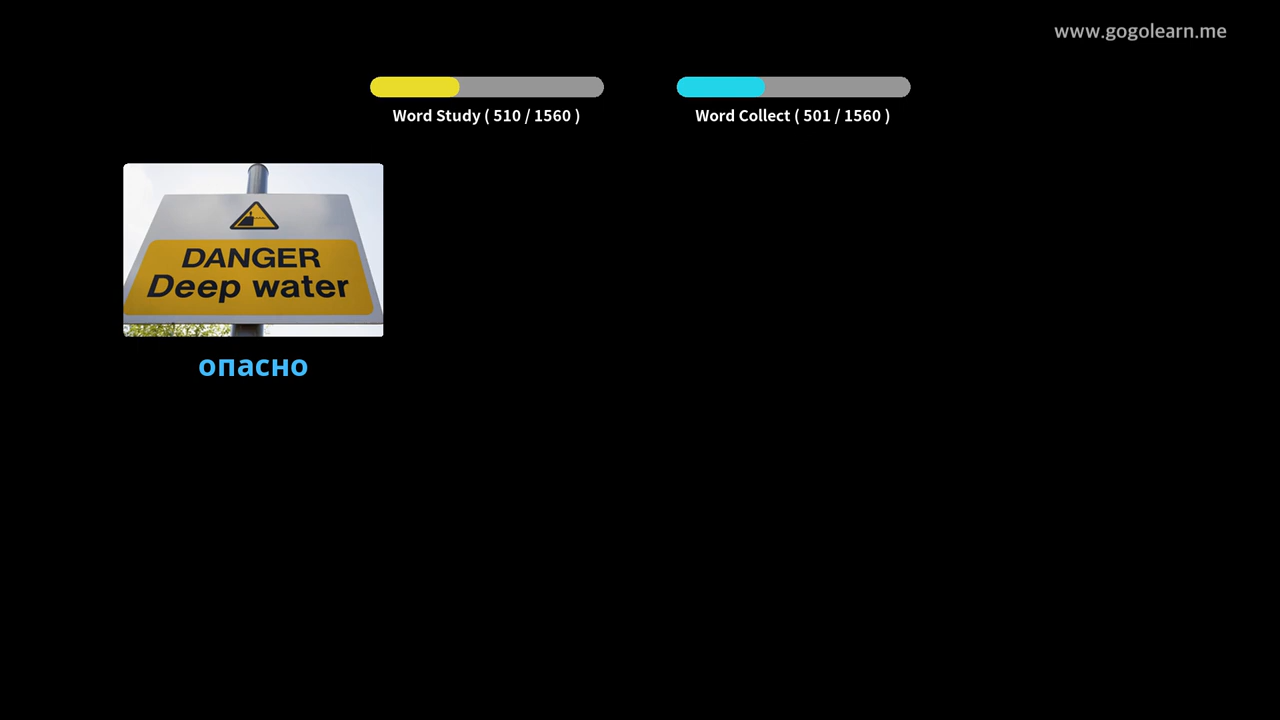 www.gogolearn.me
Word Study ( 510 / 1560 )
Word Collect ( 501 / 1560 )
DANGER
Deep water
опасно